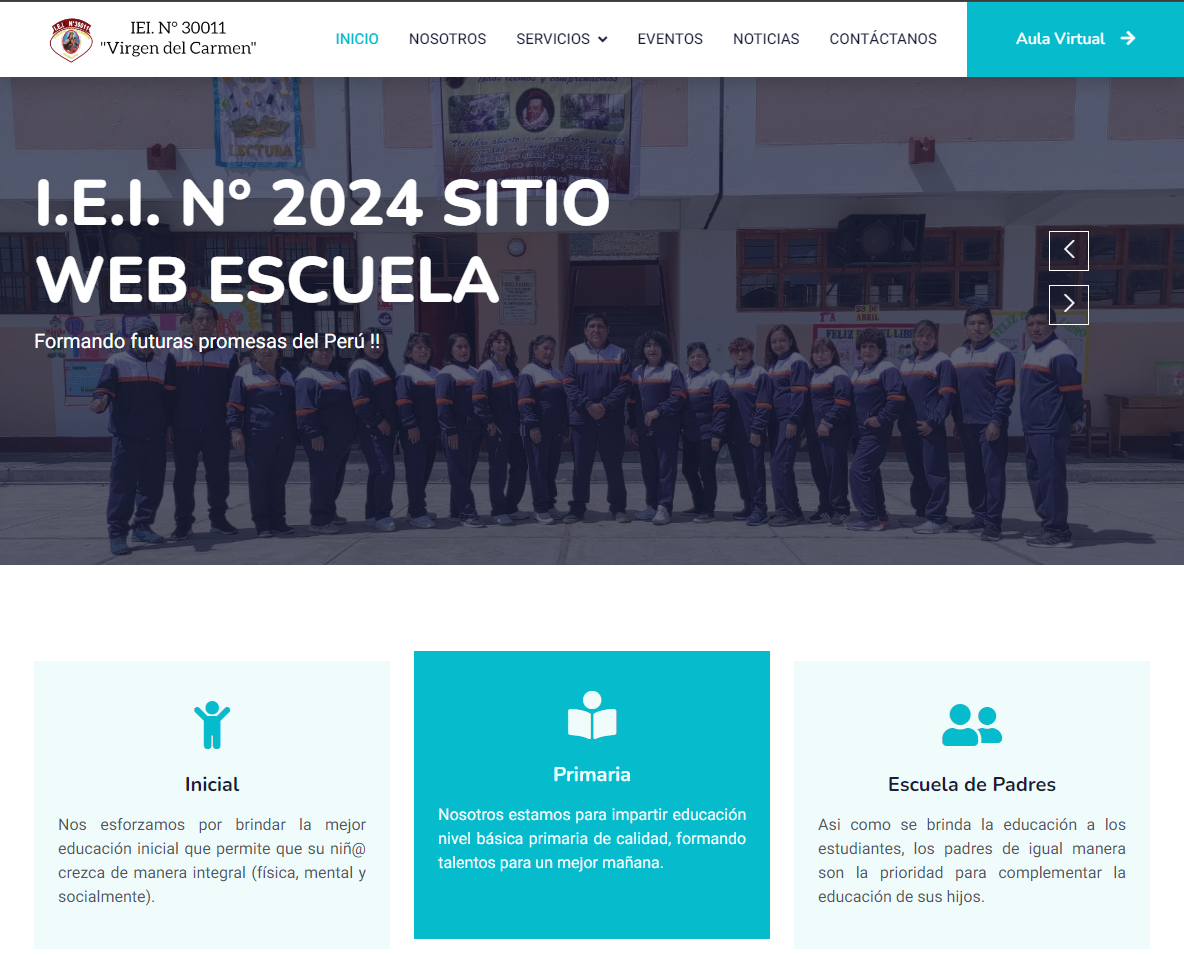 I.E.I. N°30011
IEI. N° 30011
"Virgen del Carmen"
INICIO
NOSOTROS
SERVICIOS
EVENTOS
NOTICIAS
CONTÁCTANOS
Aula Virtual
LECTURA
I.E.I. N° 2024 SITIO
WEB ESCUELA
Formando futuras promesas del Perú !!
ABRIL
Inicial
Nos esforzamos por brindar la mejor
educación inicial que permite que su niñ@
crezca de manera integral (física, mental y
socialmente).
Primaria
Nosotros estamos para impartir educación
nivel básica primaria de calidad, formando
talentos para un mejor mañana.
Escuela de Padres
Asi como se brinda la educación a los
estudiantes, los padres de igual manera
son la prioridad para complementar la
educación de sus hijos.